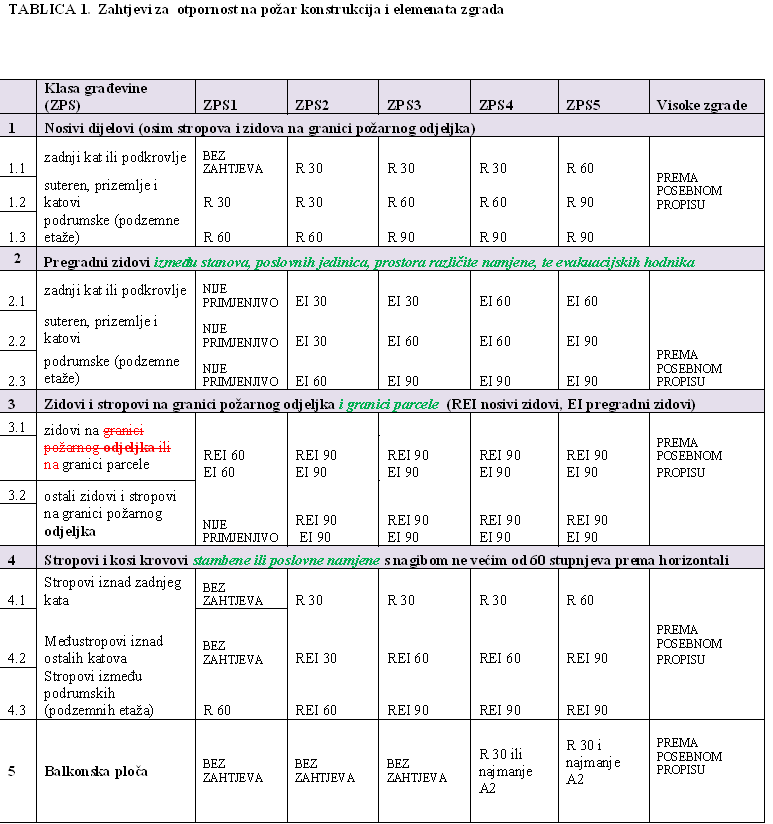 TABLICA 1. Zahtjevi za otpornost na požar konstrukcija i elemenata zgrada
Klasa građevine (ZPS) ZPS1 ZPS2 ZPS3 ZPS4 ZPS5 Visoke zgrade
1 Nosivi dijelovi (osim stropova i zidova na granici požarnog odjeljka)
1.1 zadnji kat ili podkrovlje BEZ ZAHTJEVA R 30 R 30 R 30 R 60
1.2 suteren, prizemlje i katovi R 30 R 30 R 60 R 60 R 90 PREMA POSEBNOM PROPISU
1.3 podrumske (podzemne etaže) R 60 R 60 R 90 R 90 R 90
2 Pregradni zidovi između stanova, poslovnih jedinica, prostora različite namjene, te evakuacijskih hodnika
2.1 zadnji kat ili podkrovlje NIJE PRIMJENJIVO EI 30 EI 30 EI 60 EI 60
2.2 suteren, prizemlje i katovi NIJE PRIMJENJIVO EI 30 EI 60 EI 60 EI 90
2.3 podrumske (podzemne etaže) NIJE PRIMJENJIVO EI 60 EI 90 EI 90 EI 90 PREMA POSEBNOM PROPISU
3 Zidovi i stropovi na granici požarnog odjeljka i granici parcele (REI nosivi zidovi, EI pregradni zidovi)
3.1 zidovi na granici požarnog odjeljka ili na granici parcele REI 60 EI 60 REI 90 EI 90 REI 90 EI 90 REI 90 EI 90 REI 90 EI 90 PREMA POSEBNOM PROPISU
3.2 ostali zidovi i stropovi na granici požarnog odjeljka NIJE PRIMJENJIVO REI 90 EI 90 REI 90 EI 90 REI 90 EI 90 REI 90 EI 90
4 Stropovi i kosi krovovi stambene ili poslovne namjene s nagibom ne većim od 60 stupnjeva prema horizontali
4.1 Stropovi iznad zadnjeg kata BEZ ZAHTJEVA R 30 R 30 R 30 R 60
4.2 Međustropovi iznad ostalih katova BEZ ZAHTJEVA REI 30 REI 60 REI 60 REI 90 PREMA POSEBNOM PROPISU
4.3 Stropovi između podrumskih (podzemnih etaža) R 60 REI 60 REI 90 REI 90 REI 90
5 Balkonska ploča BEZ ZAHTJEVA BEZ ZAHTJEVA BEZ ZAHTJEVA R 30 ili najmanje A2 R 30 i najmanje A2 PREMA POSEBNOM PROPISU